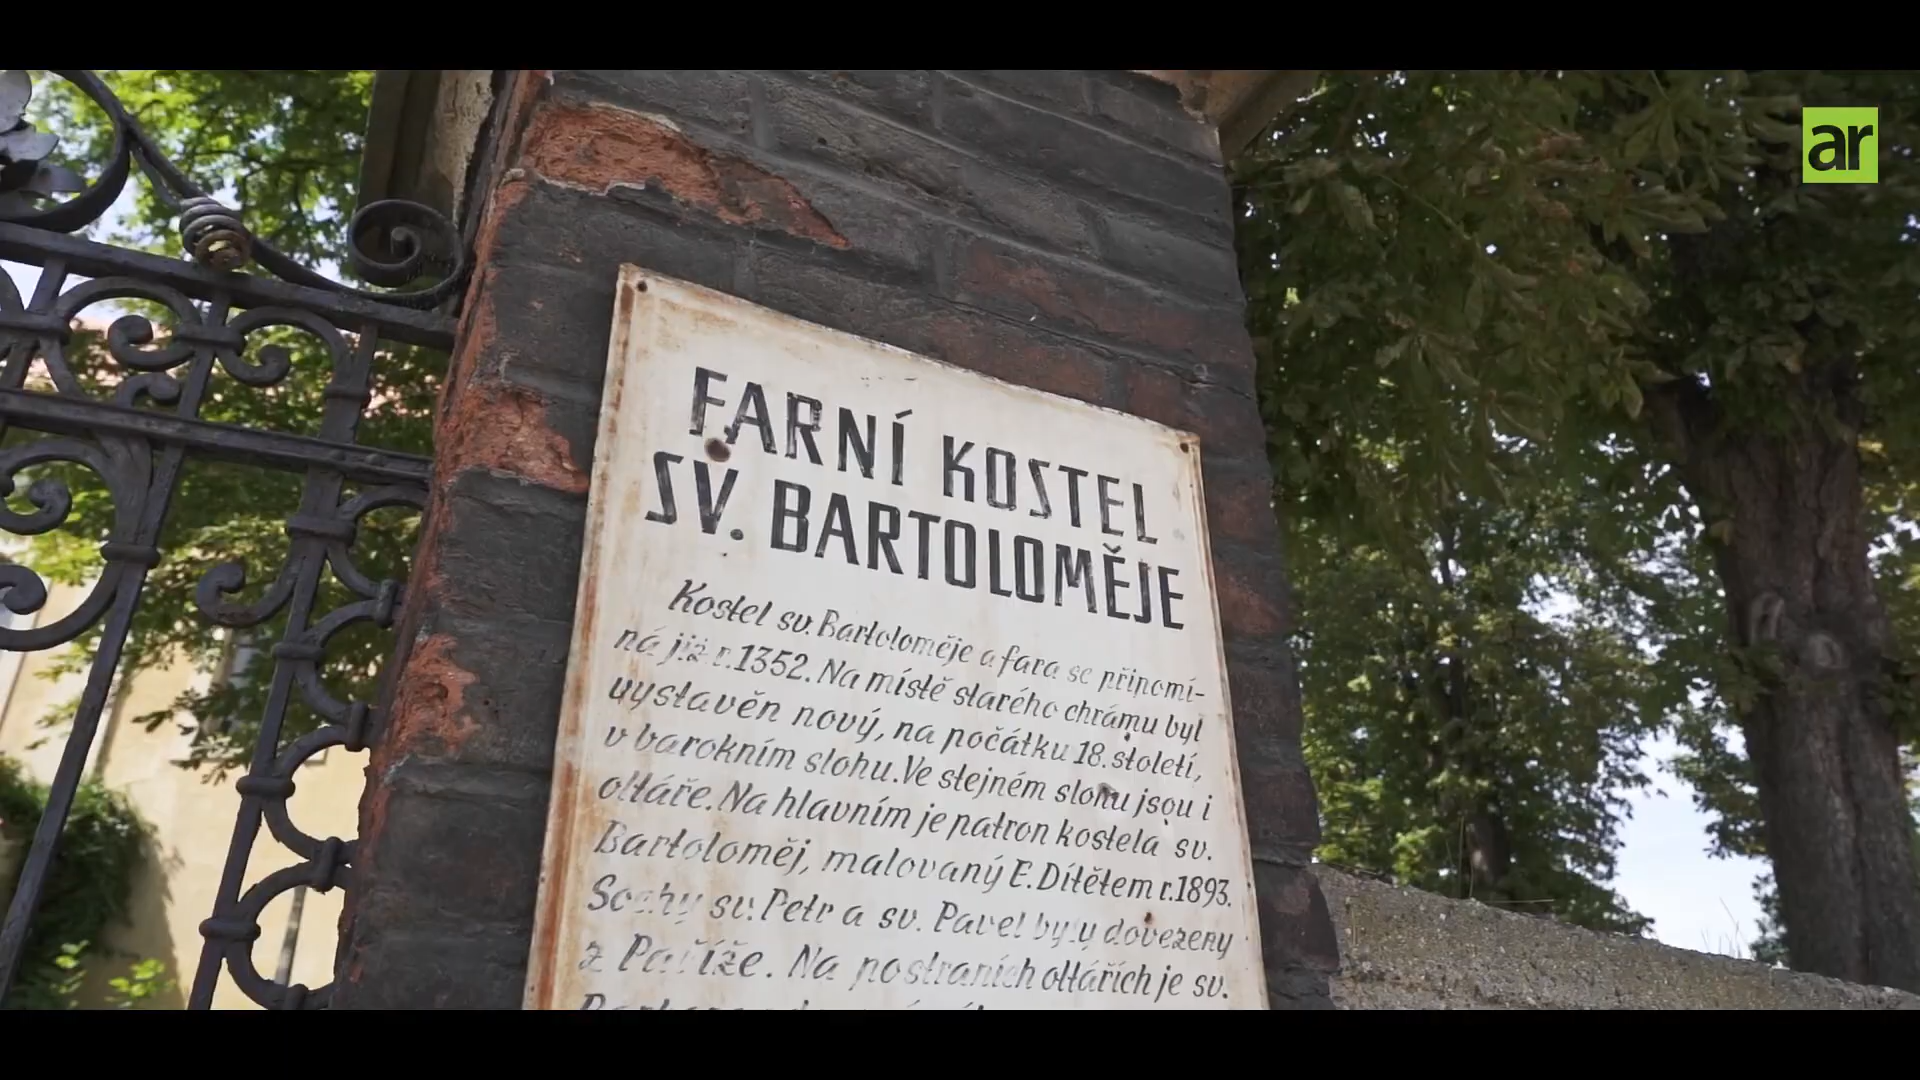 ar
FARNÍ KOSTEL
SV. BARTOLOMĚJE
Kostel sv. Bartoloměje a fara se připomí-
ná již r. 1352. Na místě starého chrámu byl
vystavěn nový, na počátku 18. století,
v barokním slohu. Ve stejném slohu jsou i
oltáře. Na hlavním je patron kostela sv.
Bartoloměj, malovaný E. Dítětem r. 1893.
Sochy sv. Petr a sv. Pavel byly dovezeny
z Paříže. Na postraních oltářích je sv.